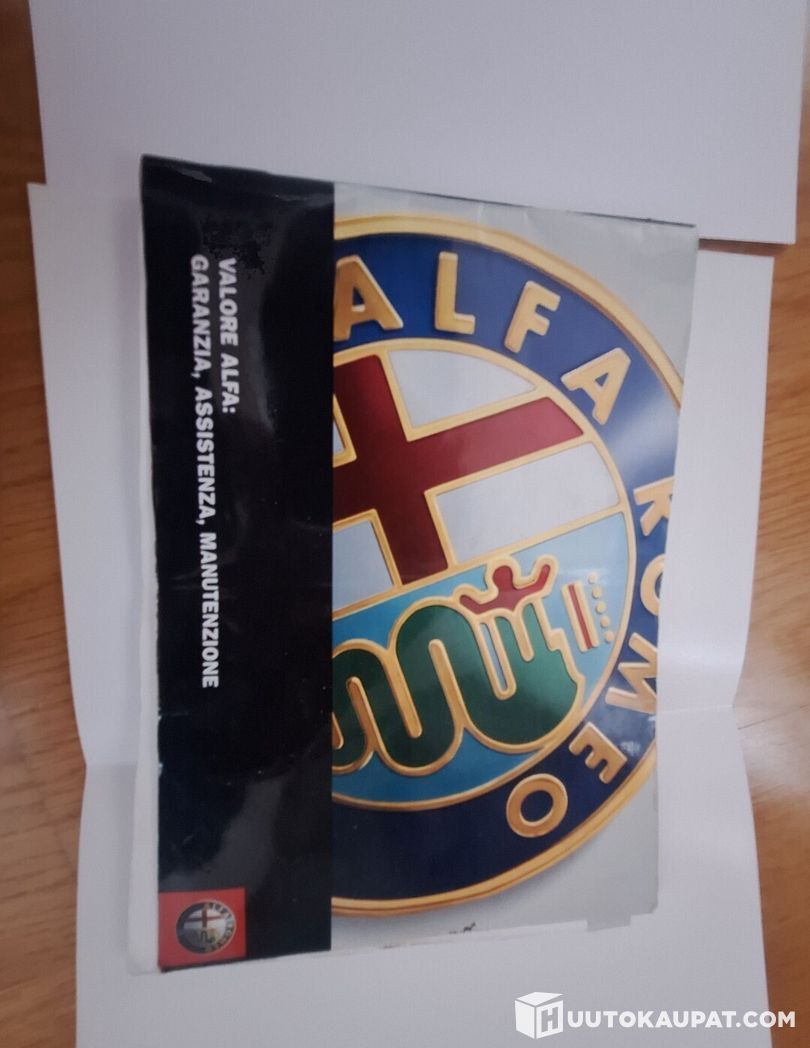 VALORE ALFA:
GARANZIA, ASSISTENZA, MANUTENZIONE
ALFA ROMEO
HUUTOKAUPAT.COM